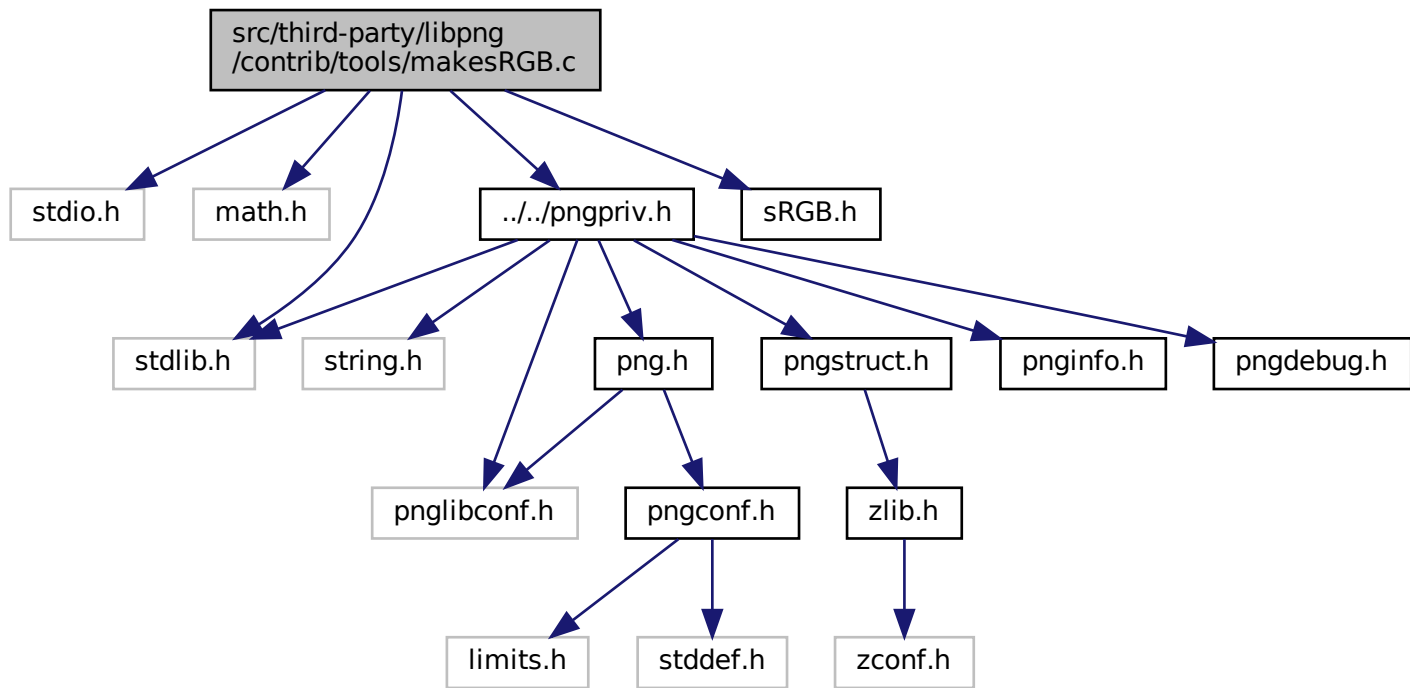 src/third-party/libpng
/contrib/tools/makesRGB.c
stdio.h
math.h
../../pngpriv.h
sRGB.h
stdlib.h
string.h
png.h
pngstruct.h
pnginfo.h
pngdebug.h
pnglibconf.h
pngconf.h
zlib.h
limits.h
stddef.h
zconf.h